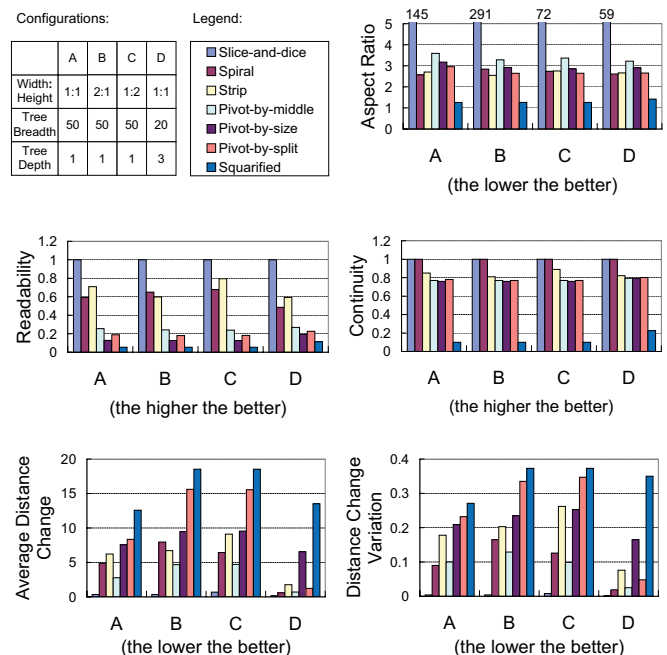 Configurations:
A B C D
Width: Height 1:1 2:1 1:2 1:1
Tree Breadth 50 50 50 20
Tree Depth 1 1 1 3
Legend:
Slice-and-dice
Spiral
Strip
Pivot-by-middle
Pivot-by-size
Pivot-by-split
Squarified
145 291 72 59
Aspect Ratio
5
4
3
2
1
0
A B C D
(the lower the better)
Readability
1.2
1
0.8
0.6
0.4
0.2
0
A B C D
(the higher the better)
Continuity
1.2
1
0.8
0.6
0.4
0.2
0
A B C D
(the higher the better)
Average Distance
Change
20
15
10
5
0
A B C D
(the lower the better)
Distance Change
Variation
0.4
0.3
0.2
0.1
0
A B C D
(the lower the better)